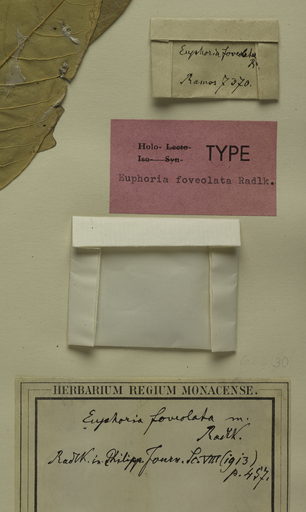 Euphoria foveolata
R.
Ramos 7370.
Holo- Lecto-
Iso- Syn- TYPE
Euphoria foveolata Radlk.
HERBARIUM REGIUM MONACENSE.
Euphoria foveolata m.
Radlk.
Radlk. in Philipp. Journ. Sc. VIII (1913)
p. 457.